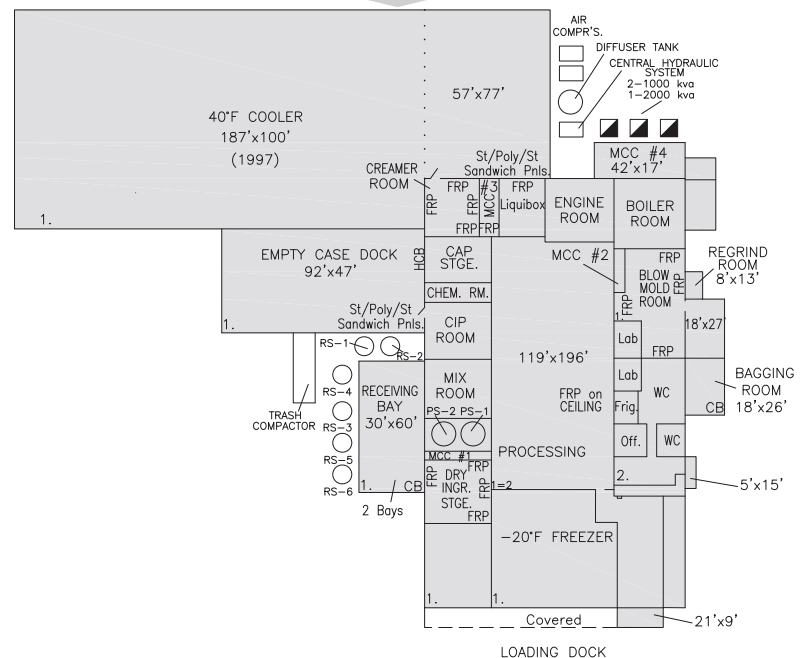 AIR
COMPR'S.
DIFFUSER TANK
CENTRAL HYDRAULIC
SYSTEM
2-1000 kva
1-2000 kva
57'x77'
40°F COOLER
187'x100'
(1997)
1.
CREAMER
ROOM
St/Poly/St
Sandwich Pnls.
MCC #4
42'x17'
FRP
FRP
FRP
FRP
#3
MCC
FRP
FRP
Liquibox
ENGINE
ROOM
BOILER
ROOM
EMPTY CASE DOCK
92'x47'
1.
HCB
CAP
STGE.
CHEM. RM.
MCC #2
FRP
BLOW
MOLD
ROOM
FRP
1.
FRP
REGRIND
ROOM
8'x13'
St/Poly/St
Sandwich Pnls.
CIP
ROOM
18'x27'
RS-1
RS-2
Lab
FRP
119'x196'
RS-4
RS-3
RS-5
RS-6
TRASH
COMPACTOR
RECEIVING
BAY
30'x60'
1.
CB
2 Bays
MIX
ROOM
PS-2
PS-1
FRP on
CEILING
Lab
Frig.
WC
BAGGING
ROOM
18'x26'
CB
Off.
WC
PROCESSING
MCC #1
FRP
FRP
DRY
INGR.
STGE.
FRP
FRP
1=2
2.
5'x15'
-20°F FREEZER
1.
1.
Covered
21'x9'
LOADING DOCK